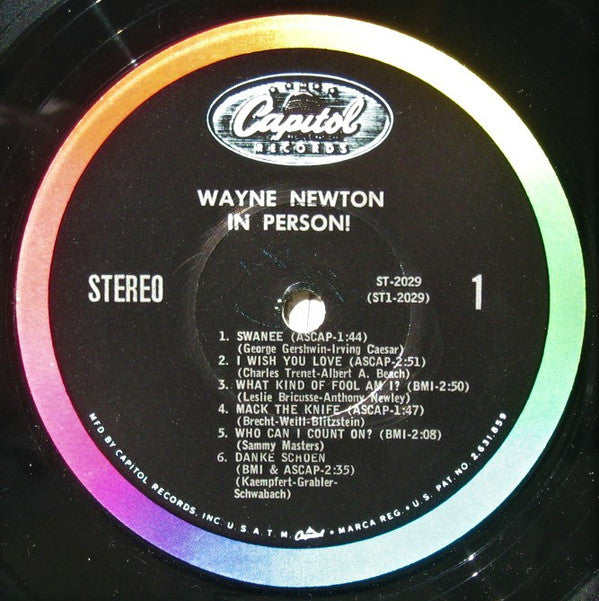 Capitol
RECORDS
WAYNE NEWTON
IN PERSON!
STEREO
ST-2029
(ST1-2029)
1
1. SWANEE (ASCAP-1:44)
(George Gershwin-Irving Caesar)
2. I WISH YOU LOVE (ASCAP-2:51)
(Charles Trenet-Albert A. Beach)
3. WHAT KIND OF FOOL AM I? (BMI-2:50)
(Leslie Bricusse-Anthony Newley)
4. MACK THE KNIFE (ASCAP-1:47)
(Brecht-Weill-Blitzstein)
5. WHO CAN I COUNT ON? (BMI-2:08)
(Sammy Masters)
6. DANKE SCHOEN
(BMI & ASCAP-2:35)
(Kaempfert-Grabler-
Schwabach)
MFD BY CAPITOL RECORDS, INC. U.S.A. T.M. Capitol • MARCA REG. • U.S. PAT. NO. 2,631,859